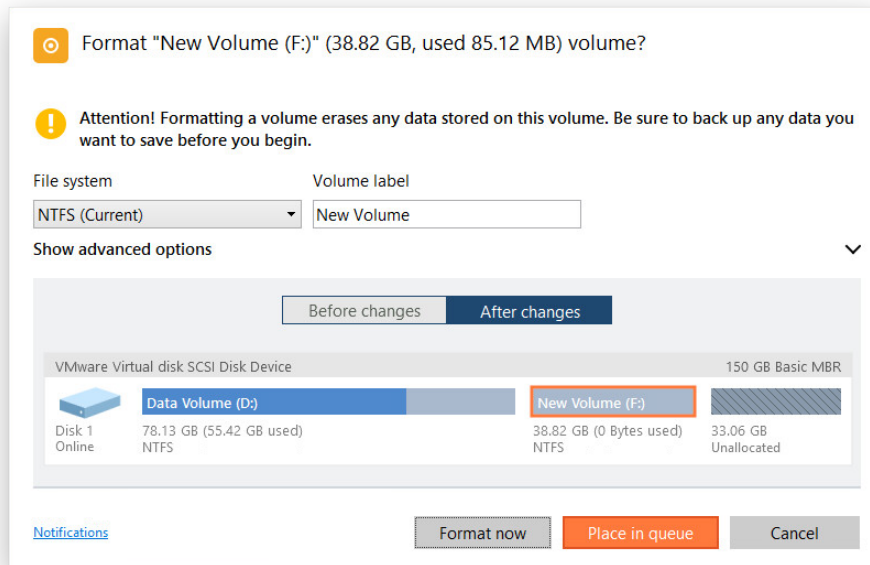 Format "New Volume (F:)" (38.82 GB, used 85.12 MB) volume?
Attention! Formatting a volume erases any data stored on this volume. Be sure to back up any data you
want to save before you begin.
File system
Volume label
NTFS (Current)
New Volume
Show advanced options
Before changes
After changes
VMware Virtual disk SCSI Disk Device
150 GB Basic MBR
Data Volume (D:)
New Volume (F:)
Disk 1
Online
78.13 GB (55.42 GB used)
NTFS
38.82 GB (0 Bytes used)
NTFS
33.06 GB
Unallocated
Notifications
Format now
Place in queue
Cancel